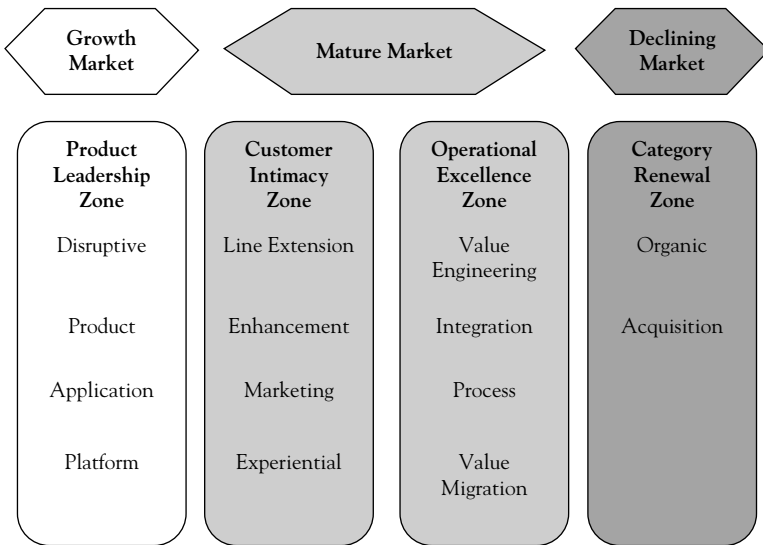 Growth
Market
Mature Market
Declining
Market
Product
Leadership
Zone
Disruptive
Product
Application
Platform
Customer
Intimacy
Zone
Line Extension
Enhancement
Marketing
Experiential
Operational
Excellence
Zone
Value
Engineering
Integration
Process
Value
Migration
Category
Renewal
Zone
Organic
Acquisition